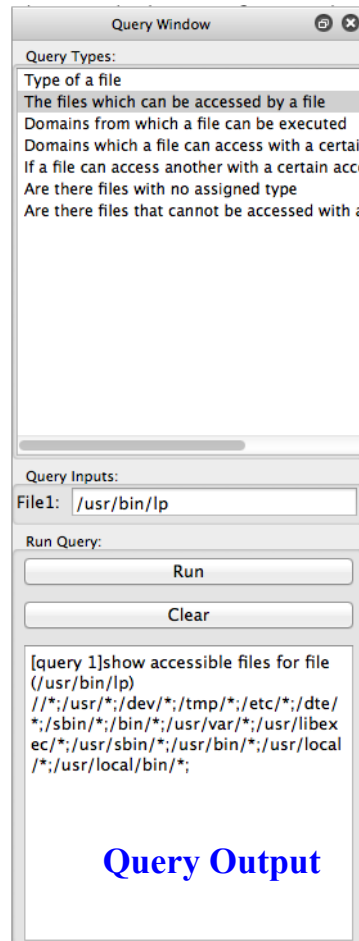 Query Window
Query Types:
Type of a file
The files which can be accessed by a file
Domains from which a file can be executed
Domains which a file can access with a certai
If a file can access another with a certain acc
Are there files with no assigned type
Are there files that cannot be accessed with a
Query Inputs:
File1: /usr/bin/lp
Run Query:
Run
Clear
[query 1]show accessible files for file
(/usr/bin/lp)
//*;/usr/*;/dev/*;/tmp/*;/etc/*;/dte/
*;/sbin/*;/bin/*;/usr/var/*;/usr/libex
ec/*;/usr/sbin/*;/usr/bin/*;/usr/local
/*;/usr/local/bin/*;
Query Output